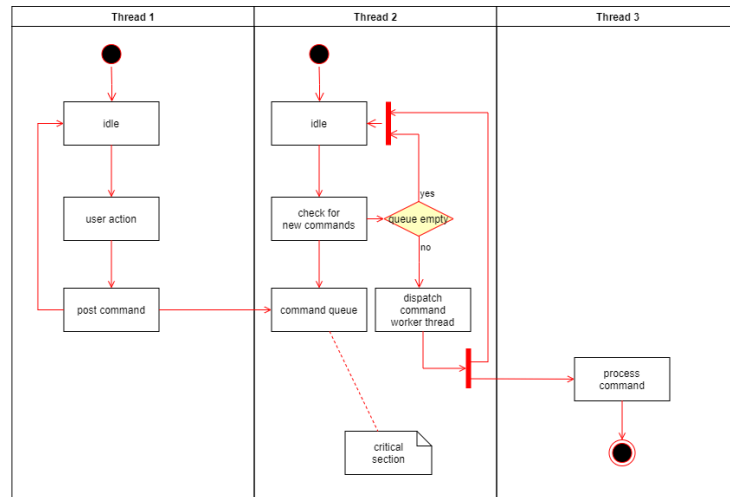 Thread 1
Thread 2
Thread 3
idle
idle
yes
user action
check for
new commands
queue empty
no
post command
command queue
dispatch
command
worker thread
process
command
critical
section